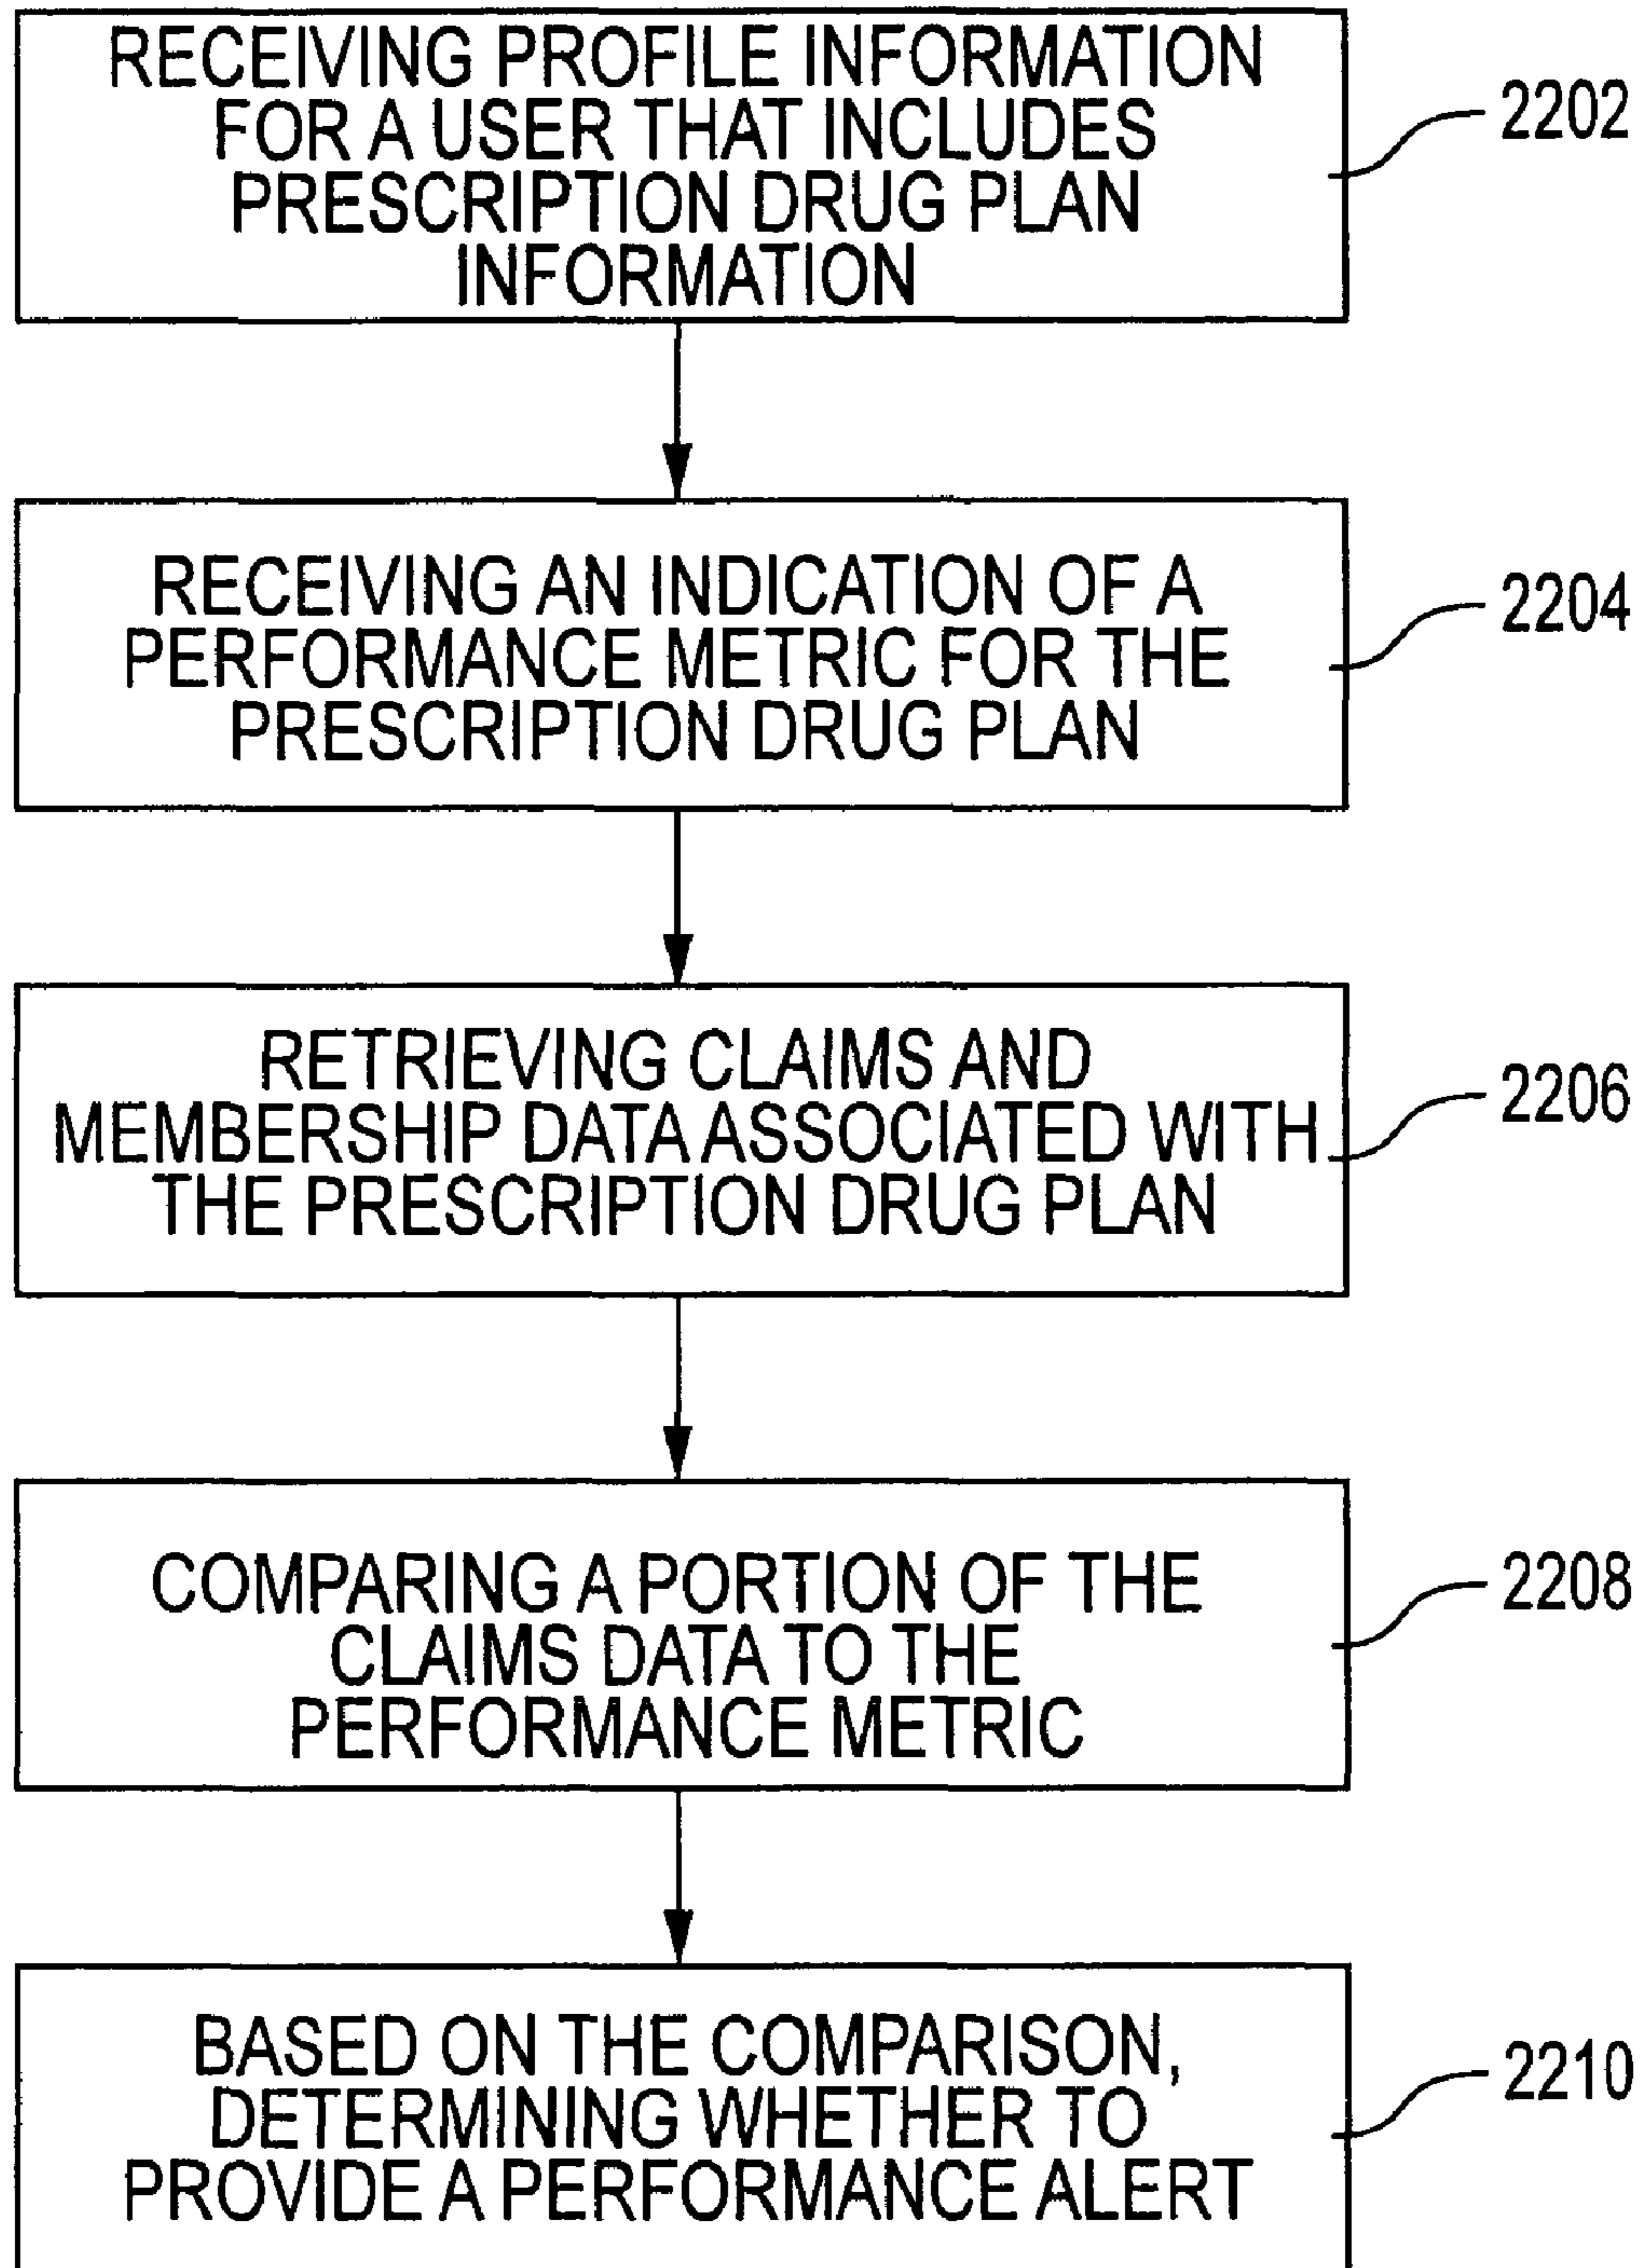 RECEIVING PROFILE INFORMATION
FOR A USER THAT INCLUDES
PRESCRIPTION DRUG PLAN
INFORMATION
2202
RECEIVING AN INDICATION OF A
PERFORMANCE METRIC FOR THE
PRESCRIPTION DRUG PLAN
2204
RETRIEVING CLAIMS AND
MEMBERSHIP DATA ASSOCIATED WITH
THE PRESCRIPTION DRUG PLAN
2206
COMPARING A PORTION OF THE
CLAIMS DATA TO THE
PERFORMANCE METRIC
2208
BASED ON THE COMPARISON,
DETERMINING WHETHER TO
PROVIDE A PERFORMANCE ALERT
2210